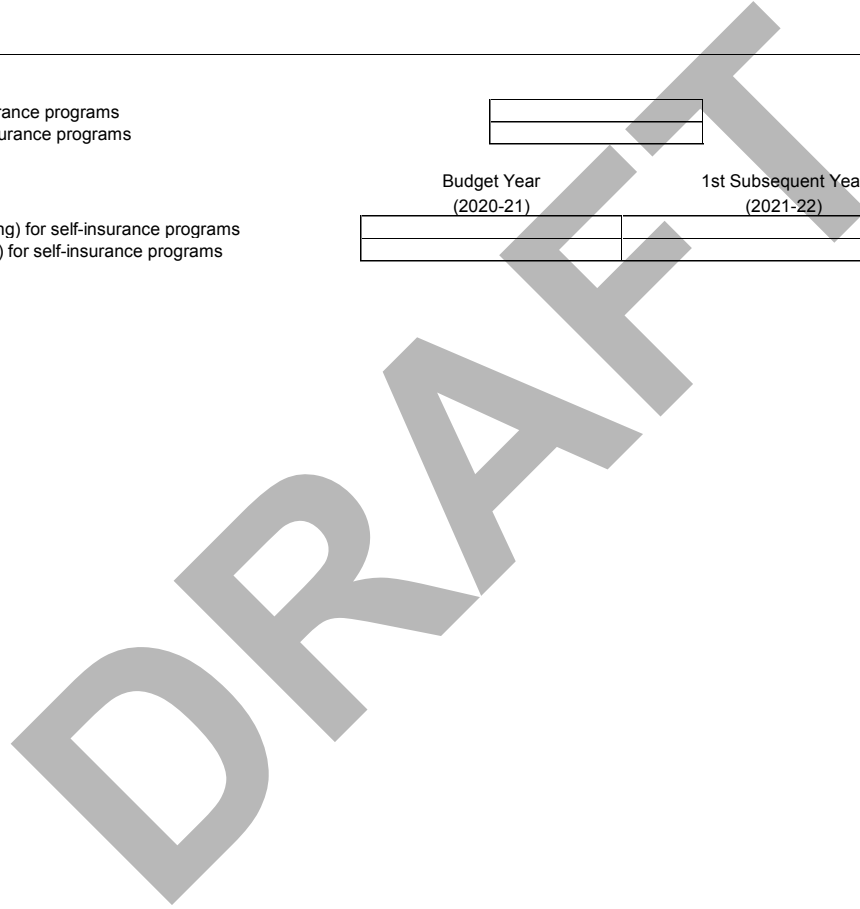 rance programs
urance programs
Budget Year 1st Subsequent Yea
(2020-21) (2021-22)
ng) for self-insurance programs
) for self-insurance programs
DRAFT